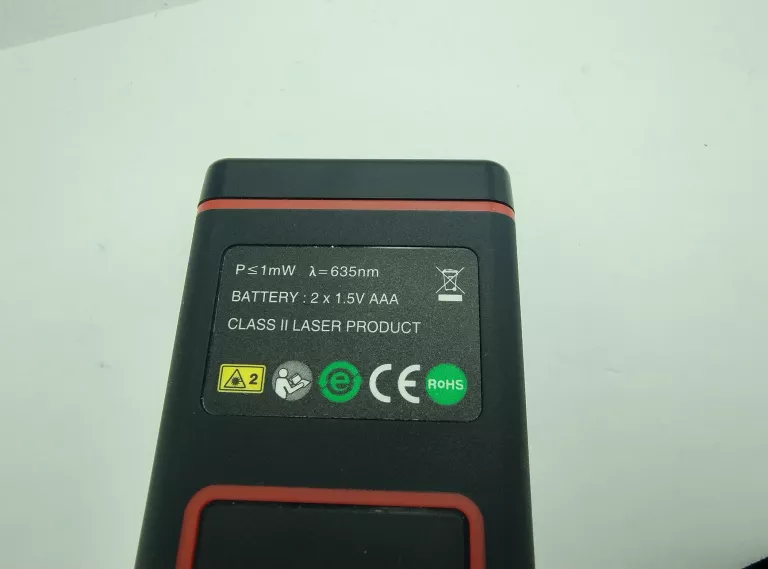 P≤1mW λ=635nm
BATTERY : 2 x 1.5V AAA
CLASS II LASER PRODUCT
2 e CE RoHS